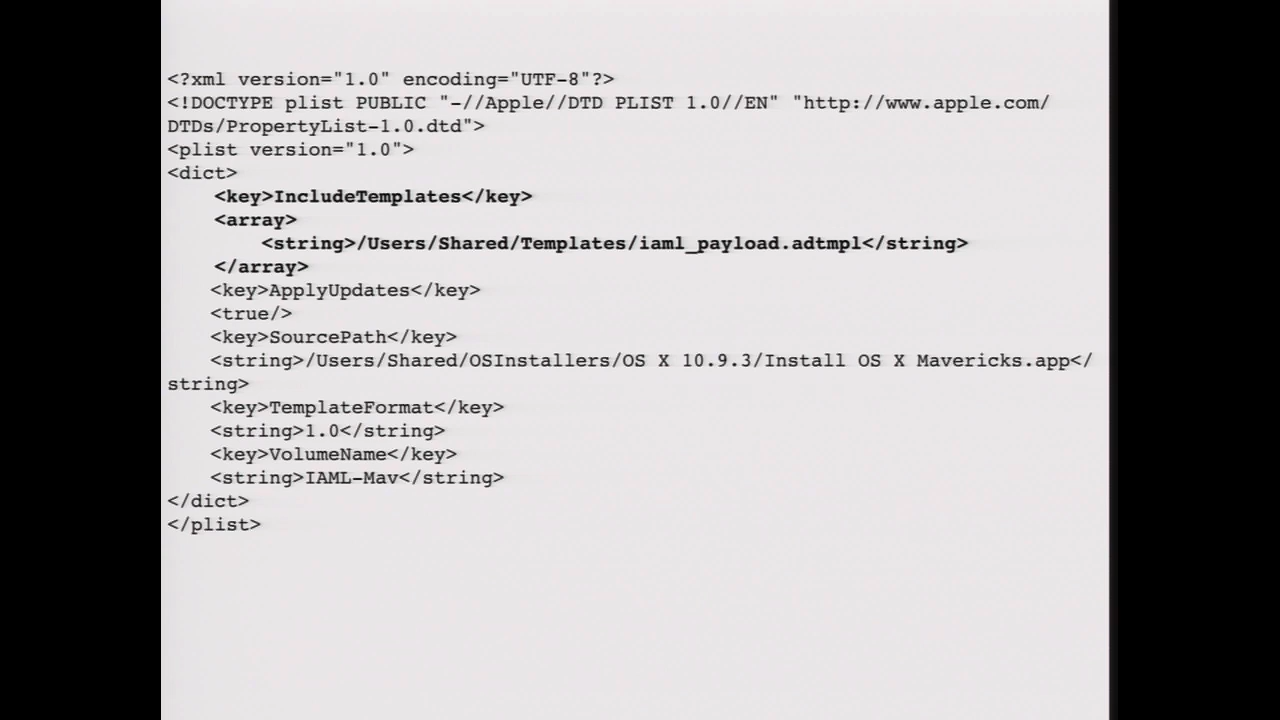 <?xml version="1.0" encoding="UTF-8"?>
<!DOCTYPE plist PUBLIC "-//Apple//DTD PLIST 1.0//EN" "http://www.apple.com/
DTDs/PropertyList-1.0.dtd">
<plist version="1.0">
<dict>
<key>IncludeTemplates</key>
<array>
<string>/Users/Shared/Templates/iaml_payload.adtmpl</string>
</array>
<key>ApplyUpdates</key>
<true/>
<key>SourcePath</key>
<string>/Users/Shared/OSInstallers/OS X 10.9.3/Install OS X Mavericks.app</
string>
<key>TemplateFormat</key>
<string>1.0</string>
<key>VolumeName</key>
<string>IAML-Mav</string>
</dict>
</plist>